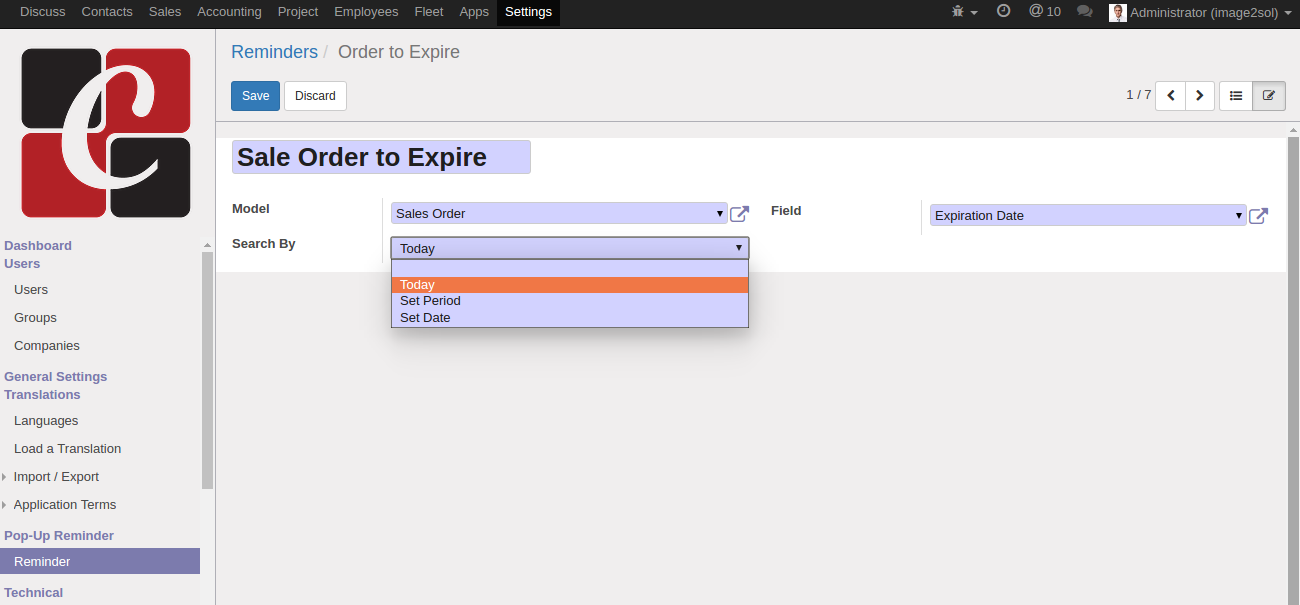 Discuss Contacts Sales Accounting Project Employees Fleet Apps Settings @ 10 Administrator (image2sol)
C
Reminders / Order to Expire
Save Discard 1 / 7
Sale Order to Expire
Model Sales Order Field Expiration Date
Search By Today
Today
Set Period
Set Date
Dashboard
Users
Users
Groups
Companies
General Settings
Translations
Languages
Load a Translation
Import / Export
Application Terms
Pop-Up Reminder
Reminder
Technical